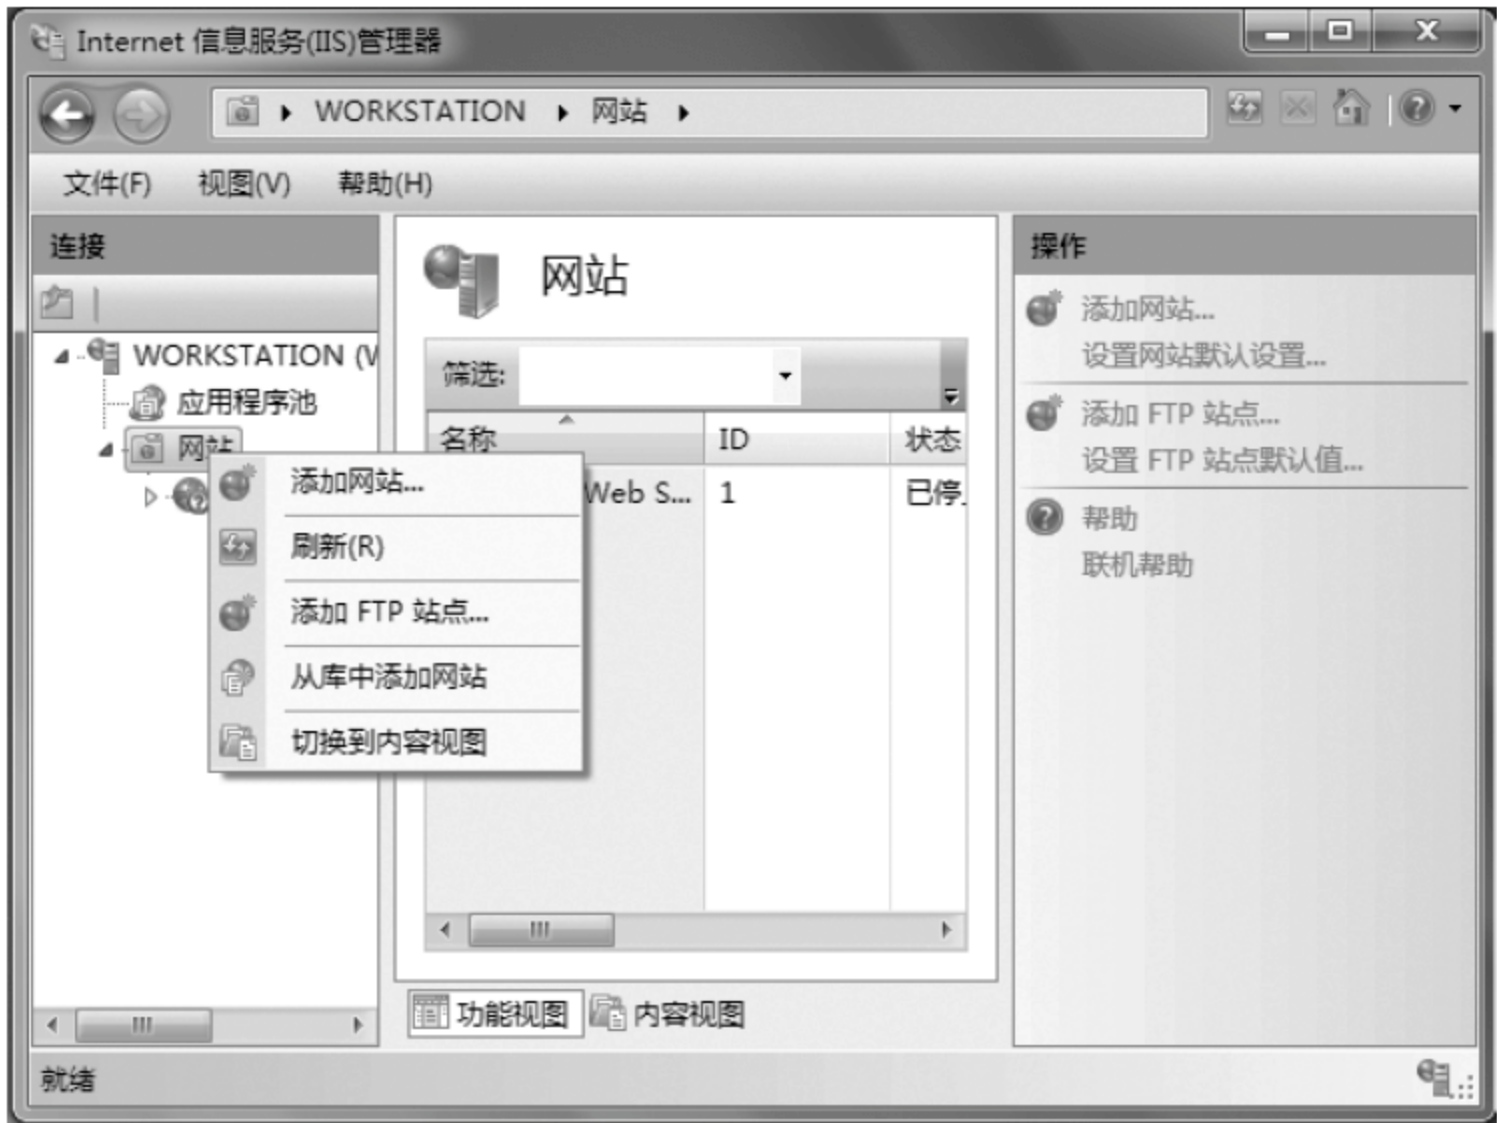 Internet 信息服务(IIS)管理器
WORKSTATION 网站
文件(F) 视图(V) 帮助(H)
连接
WORKSTATION (
应用程序池
网站
添加网站...
刷新(R)
添加 FTP 站点...
从库中添加网站
切换到内容视图
网站
筛选:
名称 ID 状态
Web S... 1 已停
功能视图 内容视图
操作
添加网站...
设置网站默认设置...
添加 FTP 站点...
设置 FTP 站点默认值...
帮助
联机帮助
就绪